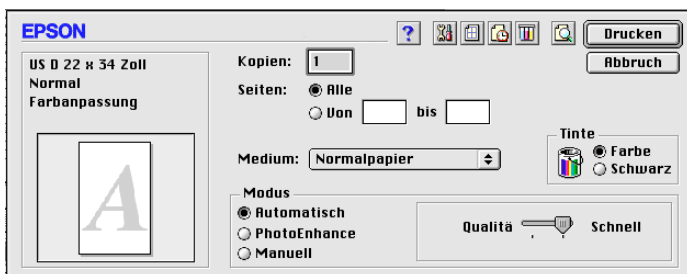 EPSON
?
Drucken
US D 22 x 34 Zoll
Normal
Farbanpassung
Kopien: 1
Abbruch
Seiten: Alle
Von bis
Medium: Normalpapier
Tinte
Farbe
Schwarz
A
Modus
Automatisch
PhotoEnhance
Manuell
Qualitä Schnell